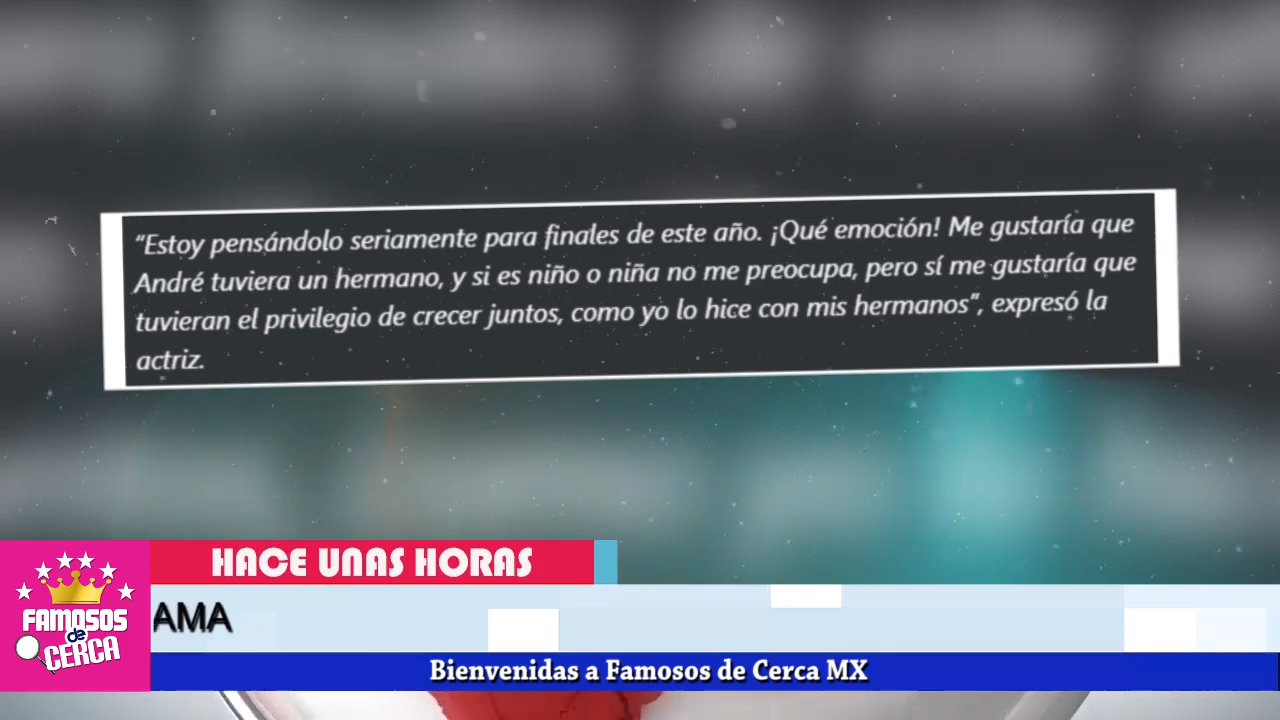 “Estoy pensándolo seriamente para finales de este año. ¡Qué emoción! Me gustaría que
André tuviera un hermano, y si es niño o niña no me preocupa, pero sí me gustaría que
tuvieran el privilegio de crecer juntos, como yo lo hice con mis hermanos”, expresó la
actriz.
HACE UNAS HORAS
AMA
FAMOSOS
de
CERCA
Bienvenidas a Famosos de Cerca MX